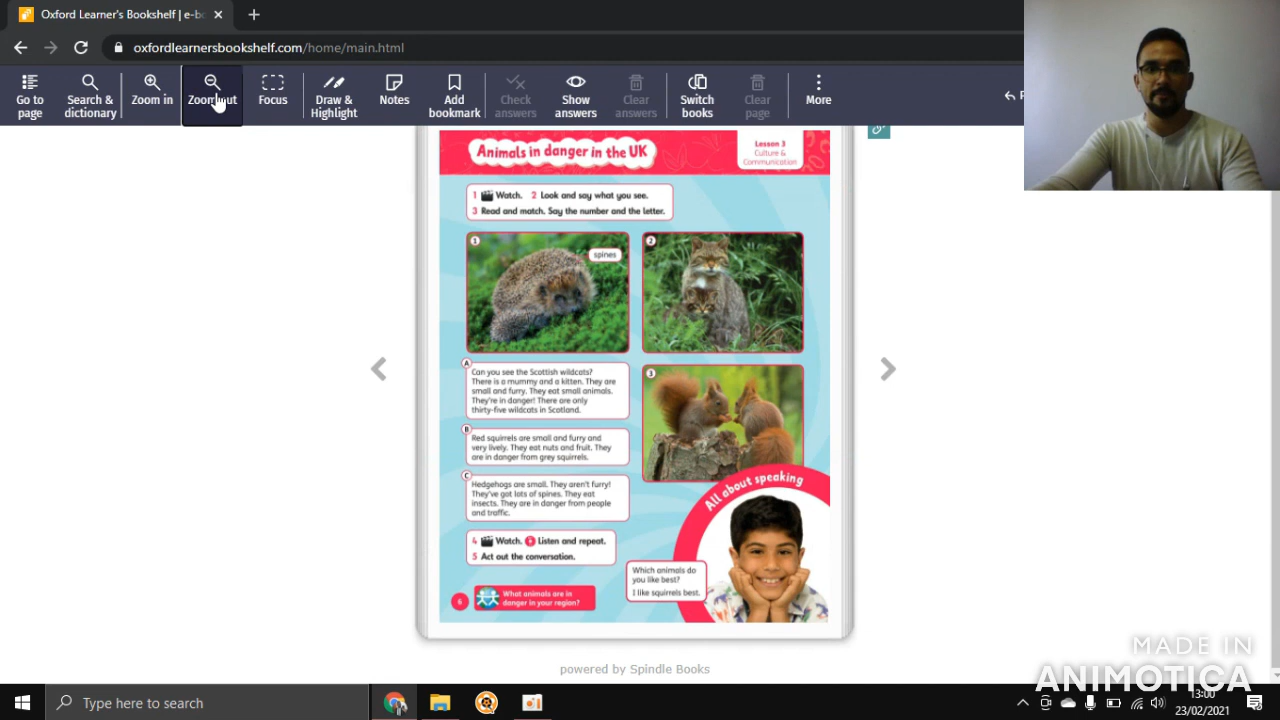 Oxford Learner's Bookshelf | e-bo
oxfordlearnersbookshelf.com/home/main.html
Go to page
Search & dictionary
Zoom in
Zoom out
Focus
Draw & Highlight
Notes
Add bookmark
Check answers
Show answers
Clear answers
Switch books
Clear page
More
Animals in danger in the UK
Lesson 3
Culture &
Communication
1 Watch. 2 Look and say what you see.
3 Read and match. Say the number and the letter.
1
spines
2
A
Can you see the Scottish wildcats?
There is a mummy and a kitten. They are
small and furry. They eat small animals.
They're in danger! There are only
thirty-five wildcats in Scotland.
3
B
Red squirrels are small and furry and
very lively. They eat nuts and fruit. They
are in danger from grey squirrels.
C
Hedgehogs are small. They aren't furry!
They've got lots of spines. They eat
insects. They are in danger from people
and traffic.
All about speaking
4 Watch. Listen and repeat.
5 Act out the conversation.
Which animals do
you like best?
I like squirrels best.
6
What animals are in
danger in your region?
powered by Spindle Books
MADE IN
ANIMOTICA
Type here to search
13:00
23/02/2021